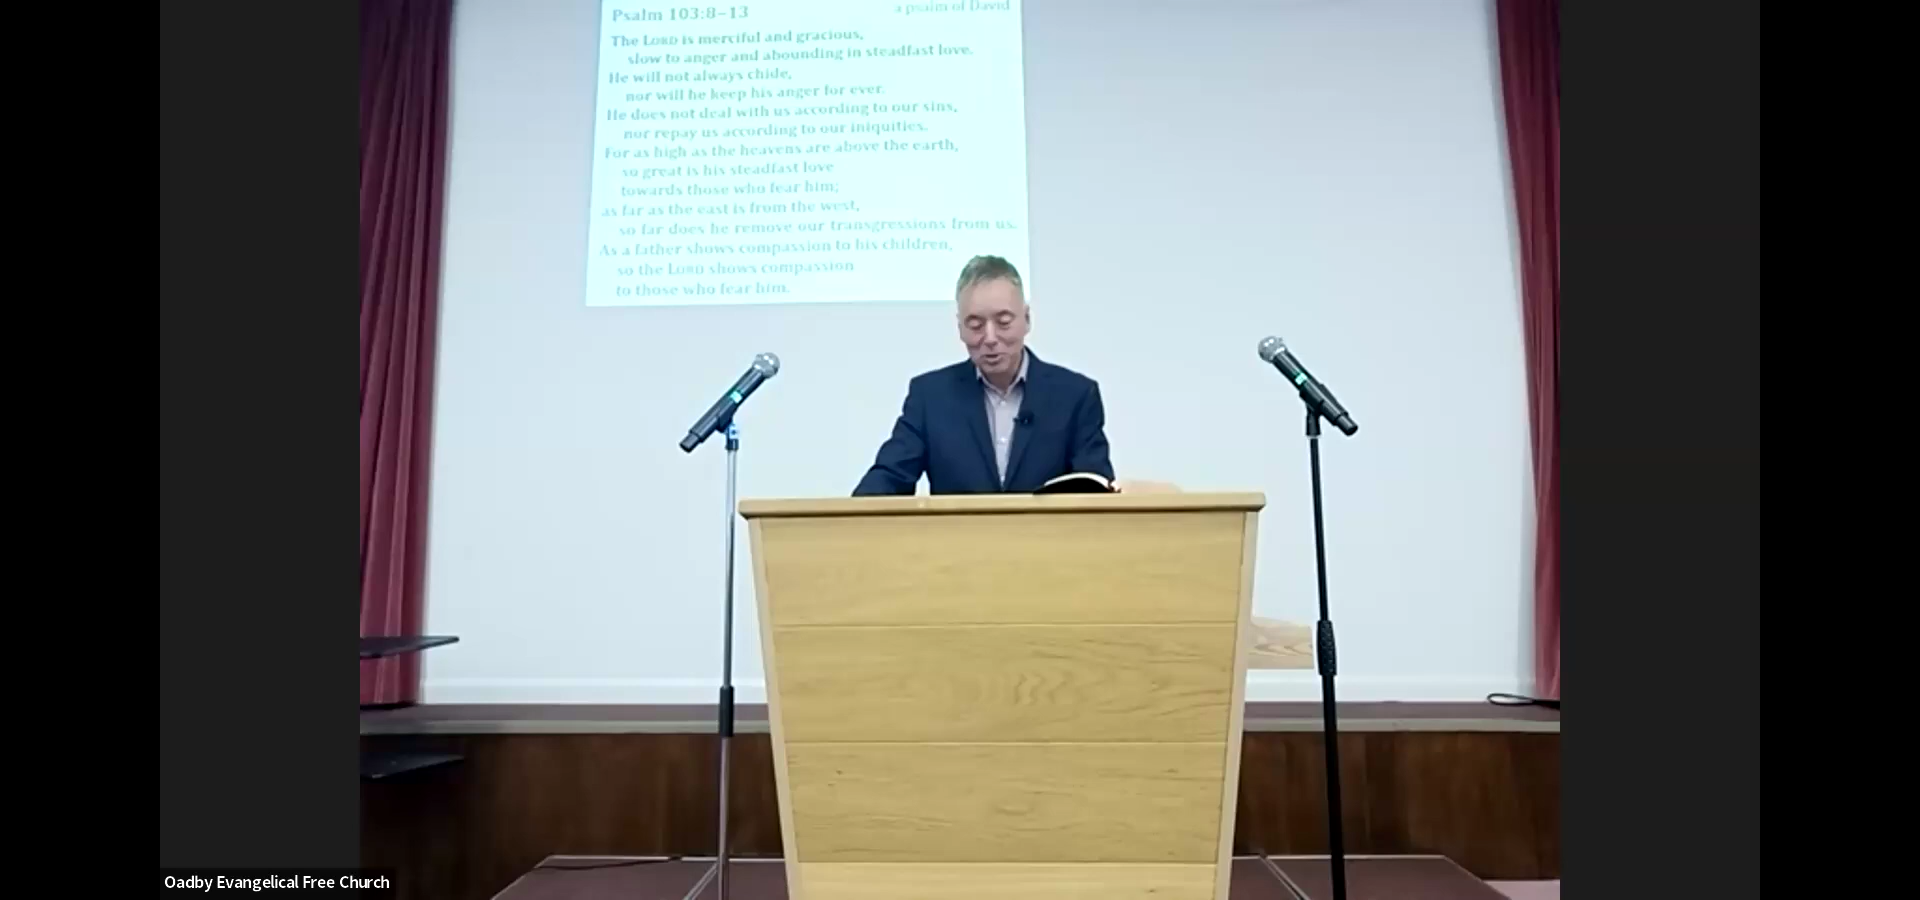 Psalm 103:8–13
a psalm of David
The LORD is merciful and gracious,
slow to anger and abounding in steadfast love.
He will not always chide,
nor will he keep his anger for ever.
He does not deal with us according to our sins,
nor repay us according to our iniquities.
For as high as the heavens are above the earth,
so great is his steadfast love
towards those who fear him;
as far as the east is from the west,
so far does he remove our transgressions from us.
As a father shows compassion to his children,
so the LORD shows compassion
to those who fear him.
Oadby Evangelical Free Church